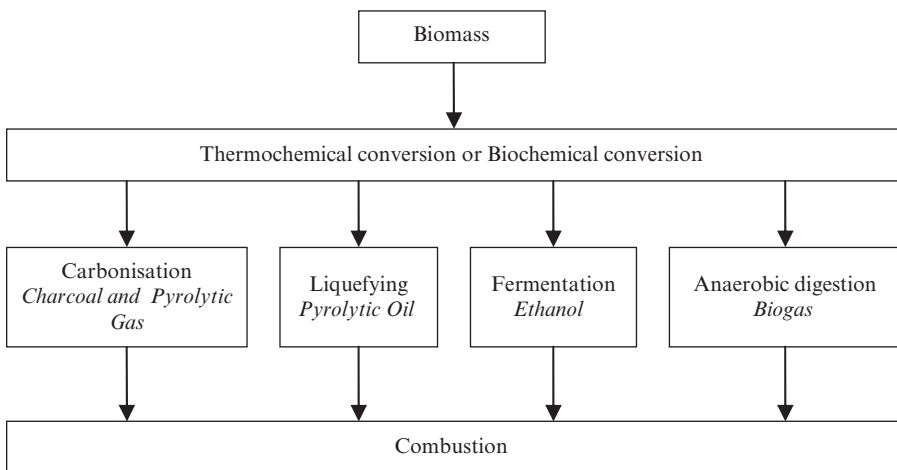 Biomass
Thermochemical conversion or Biochemical conversion
Carbonisation
Charcoal and Pyrolytic
Gas
Liquefying
Pyrolytic Oil
Fermentation
Ethanol
Anaerobic digestion
Biogas
Combustion